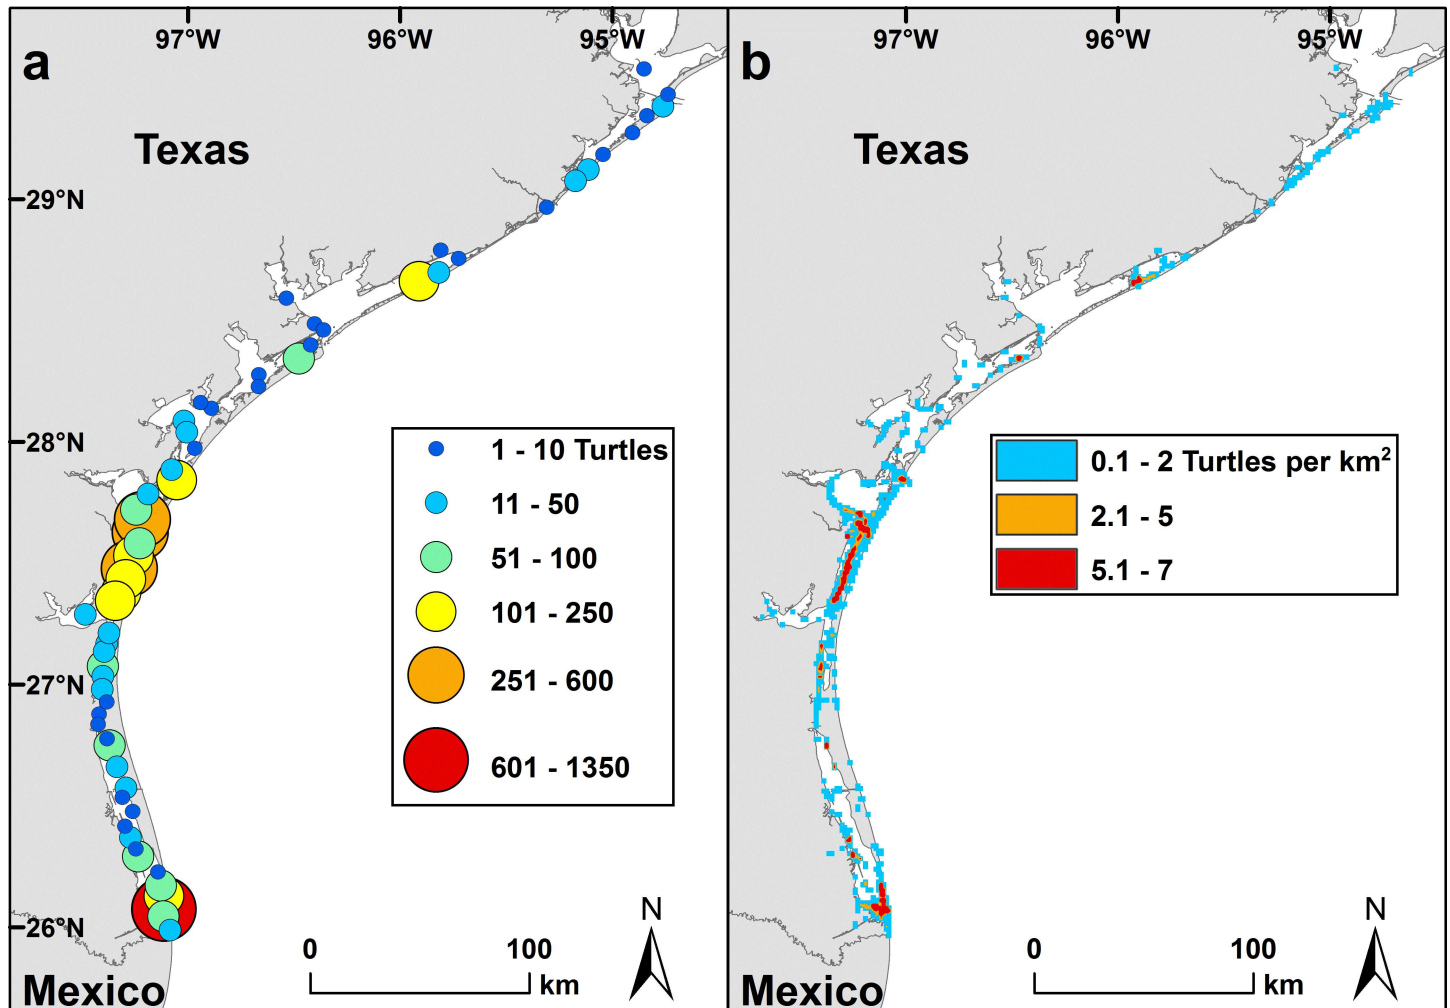 97°W 96°W 95°W
a
Texas
29°N
28°N
27°N
26°N
1 - 10 Turtles
11 - 50
51 - 100
101 - 250
251 - 600
601 - 1350
N
0 100
km
Mexico
97°W 96°W 95°W
b
Texas
0.1 - 2 Turtles per km²
2.1 - 5
5.1 - 7
N
0 100
km
Mexico